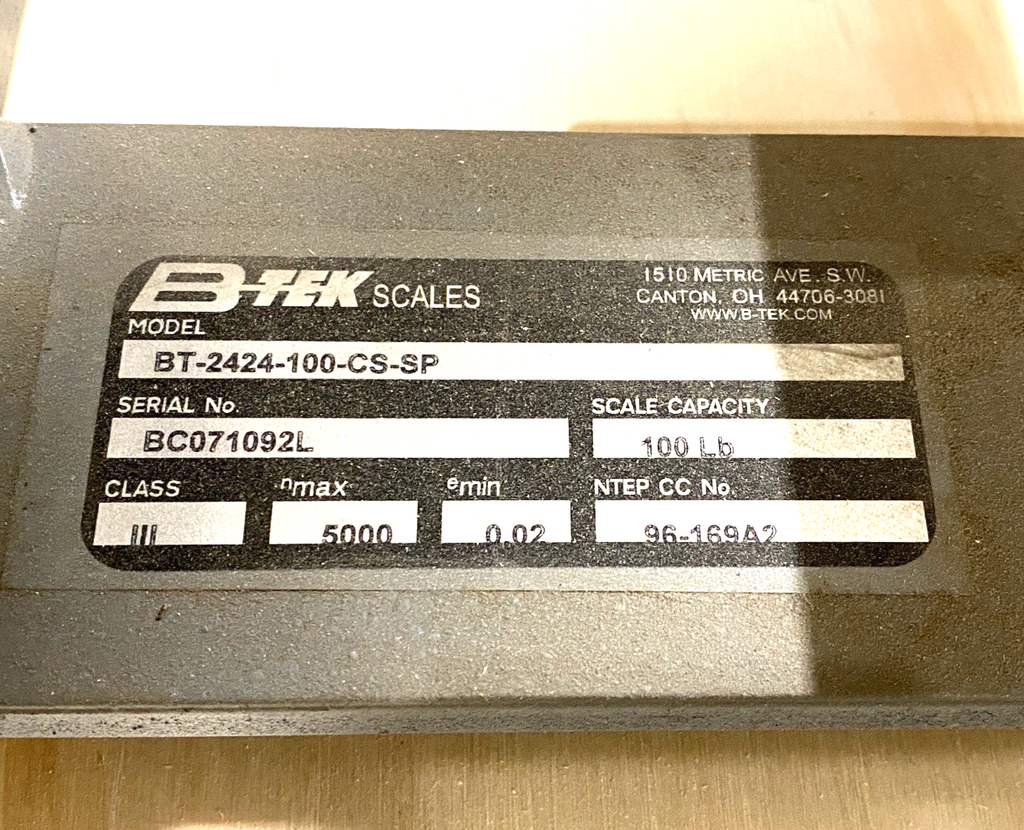 B-TEK SCALES
1510 METRIC AVE. S.W.
CANTON, OH 44706-3081
WWW.B-TEK.COM
MODEL
BT-2424-100-CS-SP
SERIAL No. SCALE CAPACITY
BC071092L 100 Lb
CLASS nmax emin NTEP CC No.
III 5000 0.02 96-169A2